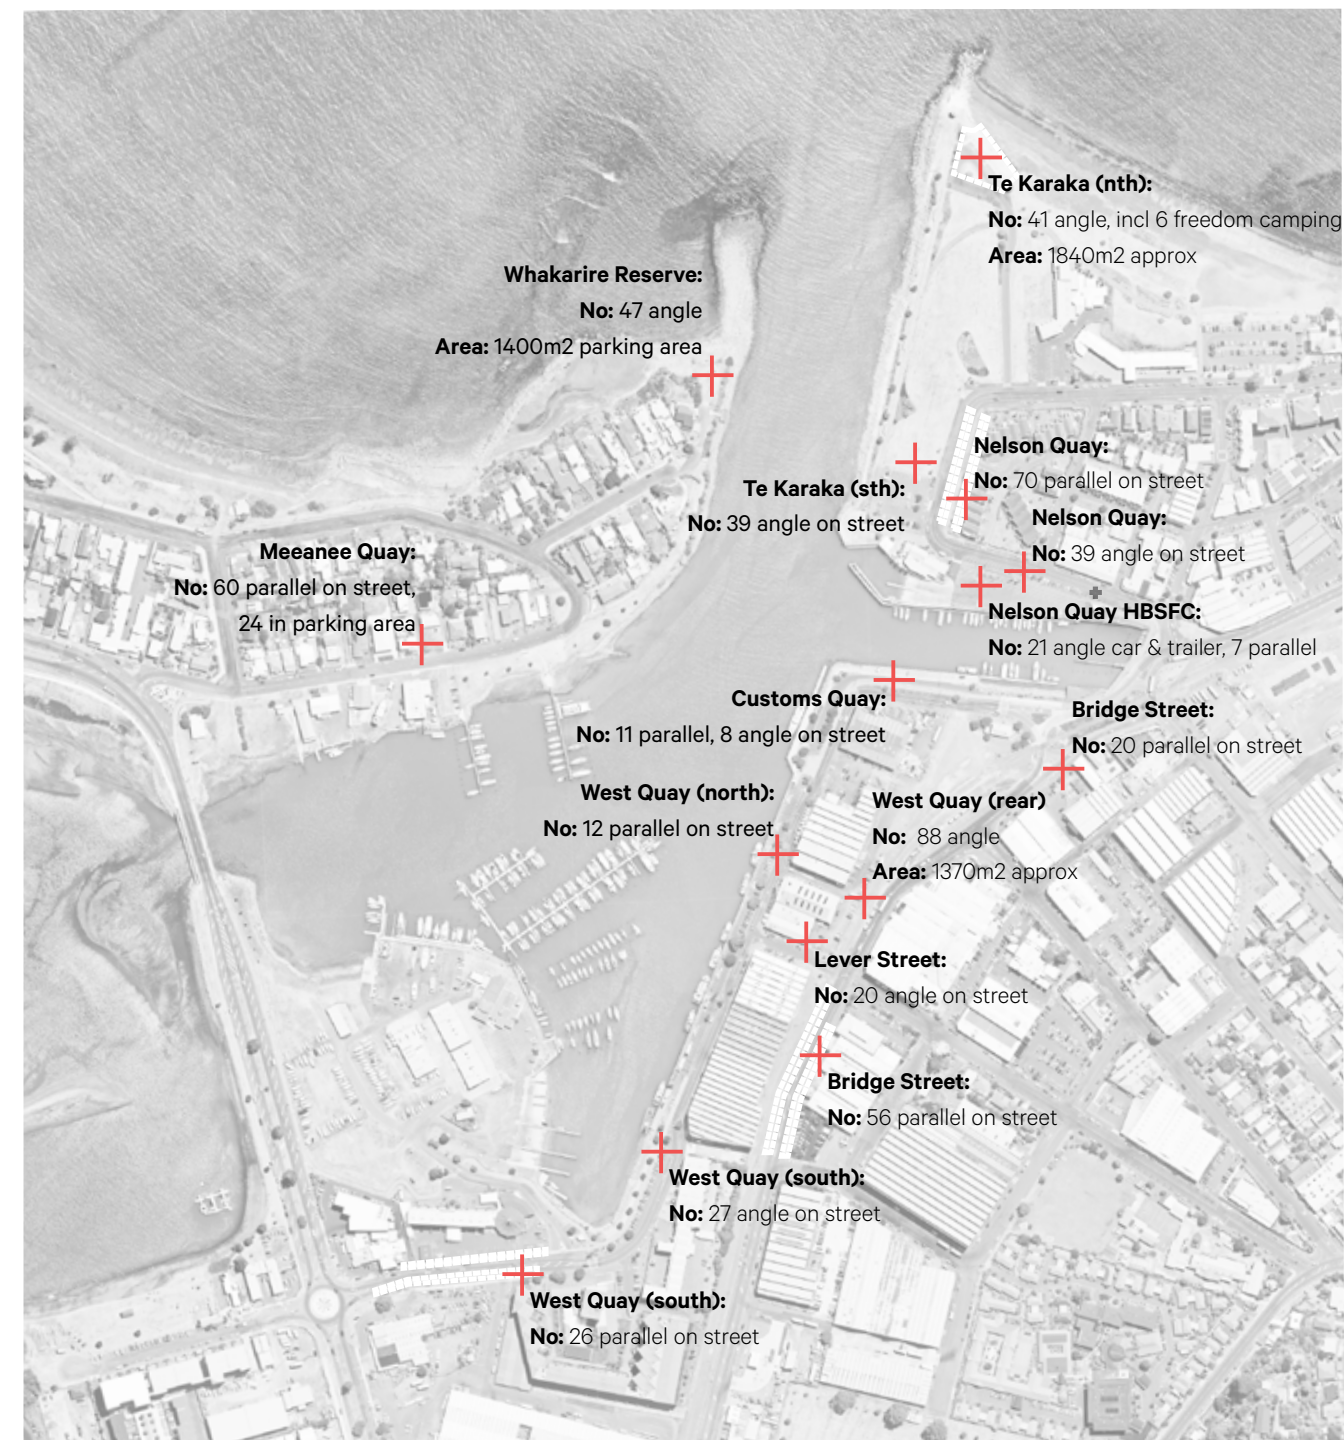 Te Karaka (nth):
No: 41 angle, incl 6 freedom camping
Area: 1840m2 approx
Whakarire Reserve:
No: 47 angle
Area: 1400m2 parking area
Nelson Quay:
No: 70 parallel on street
Te Karaka (sth):
No: 39 angle on street
Nelson Quay:
No: 39 angle on street
Meeanee Quay:
No: 60 parallel on street,
24 in parking area
Nelson Quay HBSFC:
No: 21 angle car & trailer, 7 parallel
Customs Quay:
No: 11 parallel, 8 angle on street
Bridge Street:
No: 20 parallel on street
West Quay (north):
No: 12 parallel on street
West Quay (rear)
No: 88 angle
Area: 1370m2 approx
Lever Street:
No: 20 angle on street
Bridge Street:
No: 56 parallel on street
West Quay (south):
No: 27 angle on street
West Quay (south):
No: 26 parallel on street